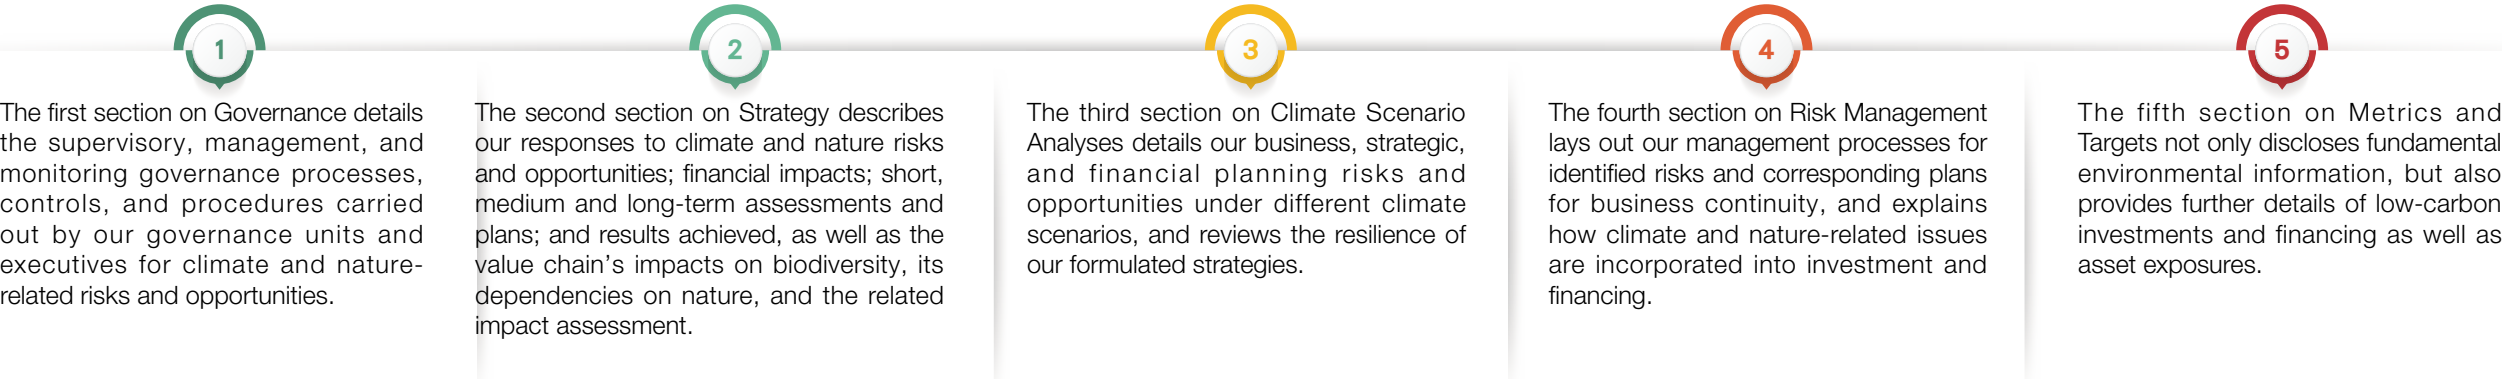 1
The first section on Governance details
the supervisory, management, and
monitoring governance processes,
controls, and procedures carried
out by our governance units and
executives for climate and nature-
related risks and opportunities.
2
The second section on Strategy describes
our responses to climate and nature risks
and opportunities; financial impacts; short,
medium and long-term assessments and
plans; and results achieved, as well as the
value chain’s impacts on biodiversity, its
dependencies on nature, and the related
impact assessment.
3
The third section on Climate Scenario
Analyses details our business, strategic,
and financial planning risks and
opportunities under different climate
scenarios, and reviews the resilience of
our formulated strategies.
4
The fourth section on Risk Management
lays out our management processes for
identified risks and corresponding plans
for business continuity, and explains
how climate and nature-related issues
are incorporated into investment and
financing.
5
The fifth section on Metrics and
Targets not only discloses fundamental
environmental information, but also
provides further details of low-carbon
investments and financing as well as
asset exposures.